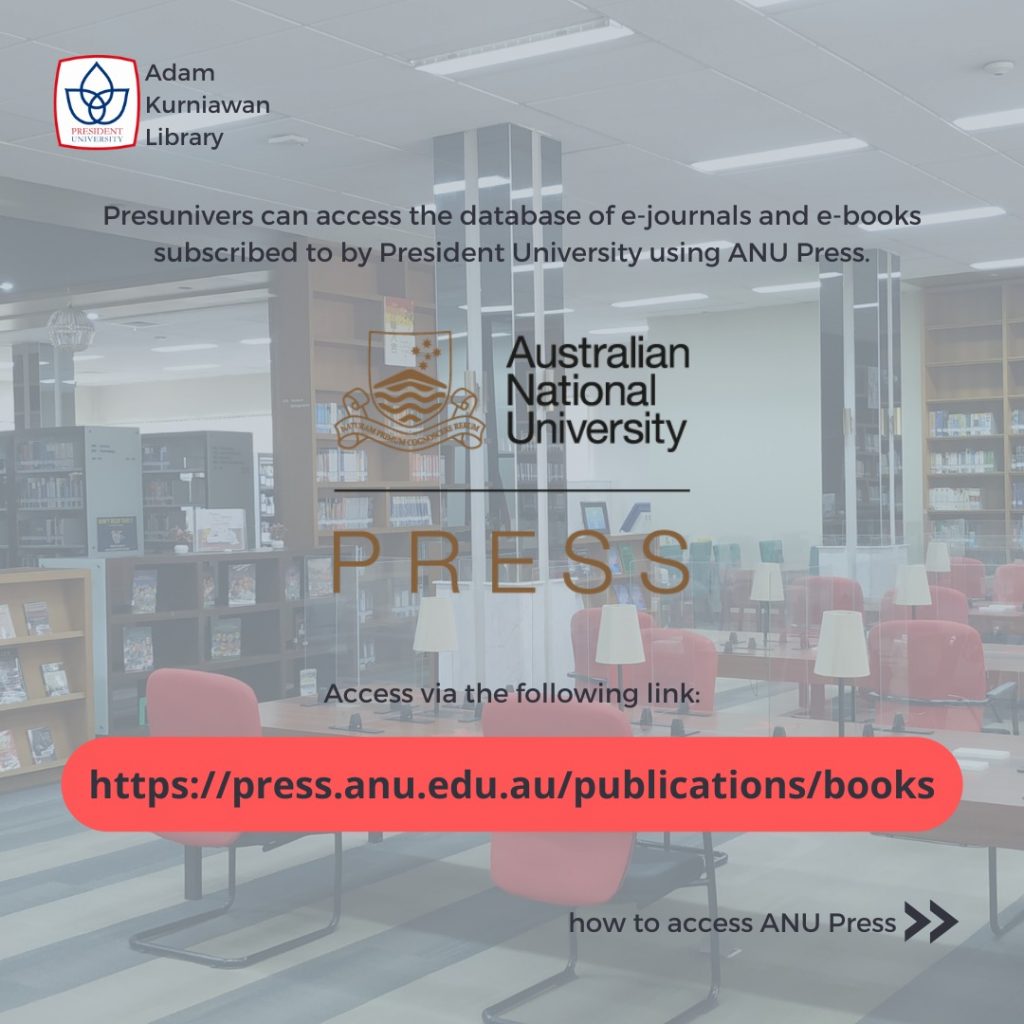 Adam
Kurniawan
Library
PRESIDENT
UNIVERSITY
Presunivers can access the database of e-journals and e-books
subscribed to by President University using ANU Press.
Australian
National
University
NATURAM PRIMUM COGNOSCERE RERUM
PRESS
Access via the following link:
https://press.anu.edu.au/publications/books
how to access ANU Press